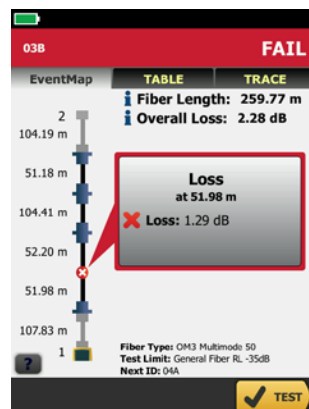 03B
FAIL
EventMap
TABLE
TRACE
i Fiber Length: 259.77 m
i Overall Loss: 2.28 dB
2
104.19 m
51.18 m
104.41 m
52.20 m
51.98 m
107.83 m
1
Loss
at 51.98 m
Loss: 1.29 dB
Fiber Type: OM3 Multimode 50
Test Limit: General Fiber RL -35dB
Next ID: 04A
?
TEST